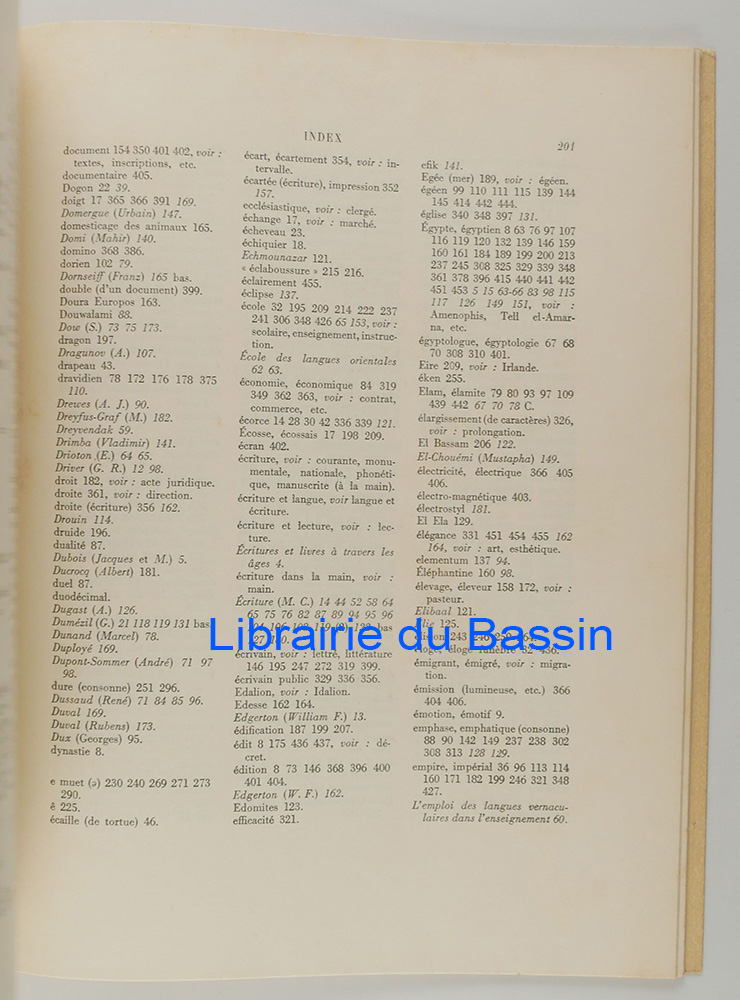 INDEX
201
document 154 350 401 402, voir :
textes, inscriptions, etc.
documentaire 405.
Dogon 22 39.
doigt 17 365 366 391 169.
Domergue (Urbain) 147.
domesticage des animaux 165.
Domi (Mahir) 140.
domino 368 386.
dorien 102 79.
Dornseiff (Franz) 165 bas.
double (d'un document) 399.
Doura Europos 163.
Douwalami 88.
Dow (S.) 73 75 173.
dragon 197.
Dragunov (A.) 107.
drapeau 43.
dravidien 78 172 176 178 375
110.
Drewes (A. J.) 90.
Dreyfus-Graf (M.) 182.
Dreyvendak 59.
Drimba (Vladimir) 141.
Drioton (E.) 64 65.
Driver (G. R.) 12 98.
droit 182, voir : acte juridique.
droite 361, voir : direction.
droite (écriture) 356 162.
Drouin 114.
druide 196.
dualité 87.
Dubois (Jacques et M.) 5.
Ducrocq (Albert) 181.
duel 87.
duodécimal.
Dugast (A.) 126.
Dumézil (G.) 21 118 119 131 bas
Dunand (Marcel) 78.
Duployé 169.
Dupont-Sommer (André) 71 97
98.
dure (consonne) 251 296.
Dussaud (René) 71 84 85 96.
Duval 169.
Duval (Rubens) 173.
Dux (Georges) 95.
dynastie 8.
e muet (ə) 230 240 269 271 273
290.
ê 225.
écaille (de tortue) 46.
écart, écartement 354, voir : in-
tervalle.
écartée (écriture), impression 352
157.
ecclésiastique, voir : clergé.
échange 17, voir : marché.
écheveau 23.
échiquier 18.
Echmounazar 121.
« éclaboussure » 215 216.
éclairement 455.
éclipse 137.
école 32 195 209 214 222 237
241 306 348 426 65 153, voir :
scolaire, enseignement, instruc-
tion.
École des langues orientales
62 63.
économie, économique 84 319
349 362 363, voir : contrat,
commerce, etc.
écorce 14 28 30 42 336 339 121.
Écosse, écossais 17 198 209.
écran 402.
écriture, voir : courante, monu-
mentale, nationale, phonéti-
que, manuscrite (à la main).
écriture et langue, voir langue et
écriture.
écriture et lecture, voir : lec-
ture.
Écritures et livres à travers les
âges 4.
écriture dans la main, voir :
main.
Écriture (M. C.) 14 44 52 58 64
65 75 76 82 87 89 94 95 96
bas
écrivain, voir : lettré, littérature
146 195 247 272 319 399.
écrivain public 329 336 356.
Edalion, voir : Idalion.
Edesse 162 164.
Edgerton (William F.) 13.
édification 187 199 207.
édit 8 175 436 437, voir : dé-
cret.
édition 8 73 146 368 396 400
401 404.
Edgerton (W. F.) 162.
Edomites 123.
efficacité 321.
efik 141.
Egée (mer) 189, voir : égéen.
égéen 99 110 111 115 139 144
145 414 442 444.
église 340 348 397 131.
Égypte, égyptien 8 63 76 97 107
116 119 120 132 139 146 159
160 161 184 189 199 200 213
237 245 308 325 329 339 348
361 378 396 415 440 441 442
451 453 5 15 63-66 83 98 115
117 126 149 151, voir :
Amenophis, Tell el-Amar-
na, etc.
égyptologue, égyptologie 67 68
70 308 310 401.
Eire 209, voir : Irlande.
éken 255.
Elam, élamite 79 80 93 97 109
439 442 67 70 78 C.
élargissement (de caractères) 326,
voir : prolongation.
El Bassam 206 122.
El-Chouémi (Mustapha) 149.
électricité, électrique 366 405
406.
électro-magnétique 403.
électrostyl 181.
El Ela 129.
élégance 331 451 454 455 162
164, voir : art, esthétique.
elementum 137 94.
Éléphantine 160 98.
élevage, éleveur 158 172, voir :
pasteur.
Elibaal 121.
Elie 125.
243
éloge, éloge funèbre 52 436.
émigrant, émigré, voir : migra-
tion.
émission (lumineuse, etc.) 366
404 406.
émotion, émotif 9.
emphase, emphatique (consonne)
88 90 142 149 237 238 302
308 313 128 129.
empire, impérial 36 96 113 114
160 171 182 199 246 321 348
427.
L'emploi des langues vernacu-
laires dans l'enseignement 60.
Librairie du Bassin